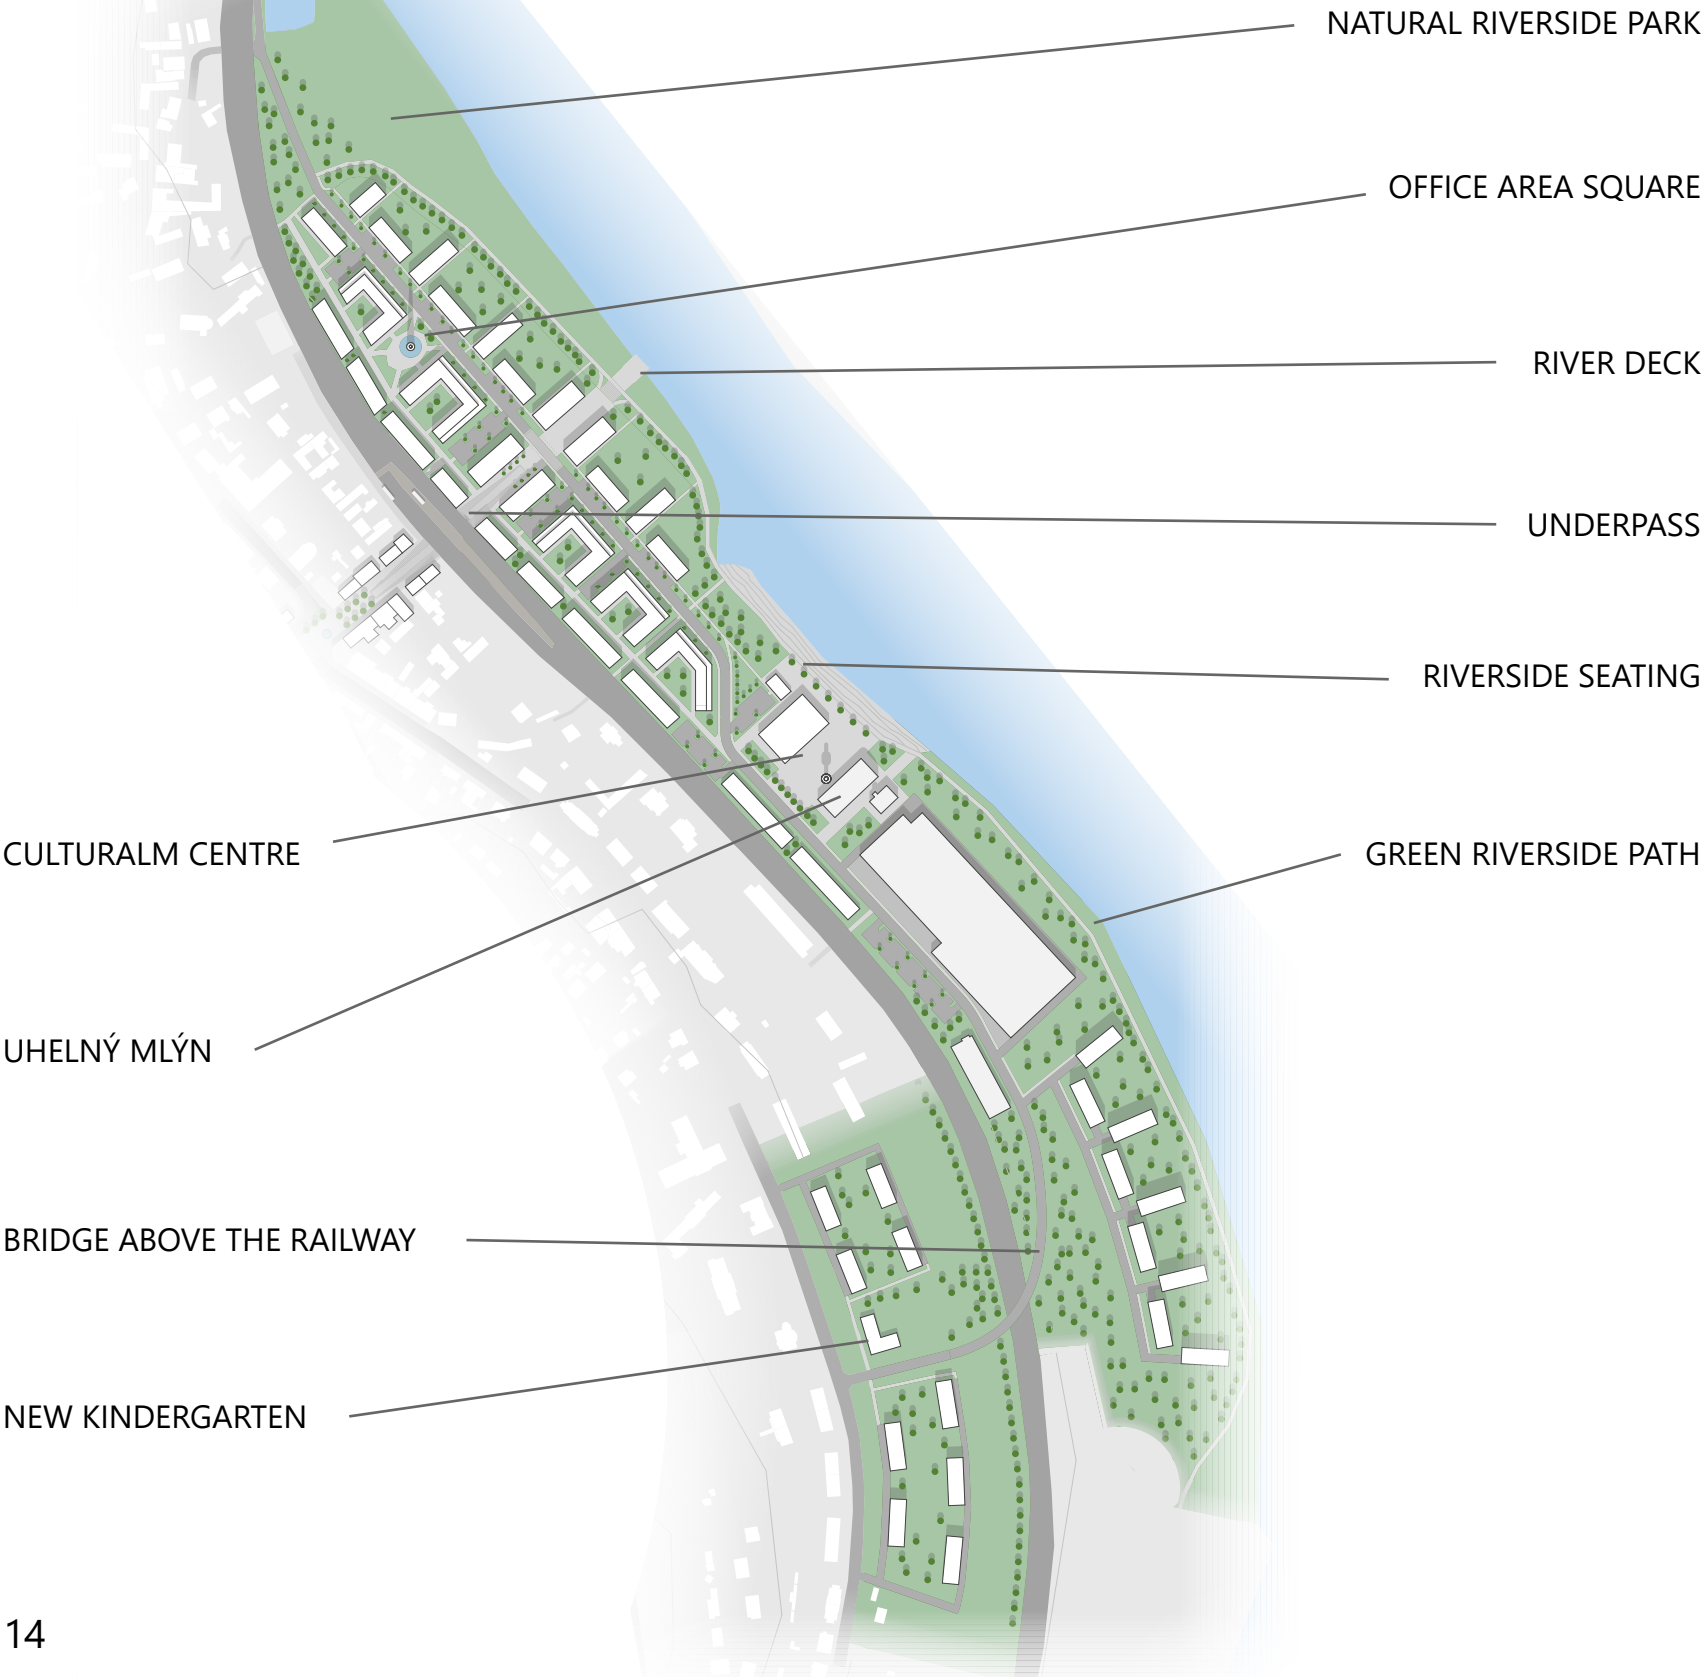 NATURAL RIVERSIDE PARK
OFFICE AREA SQUARE
RIVER DECK
UNDERPASS
RIVERSIDE SEATING
CULTURALM CENTRE
GREEN RIVERSIDE PATH
UHELNÝ MLÝN
BRIDGE ABOVE THE RAILWAY
NEW KINDERGARTEN
14